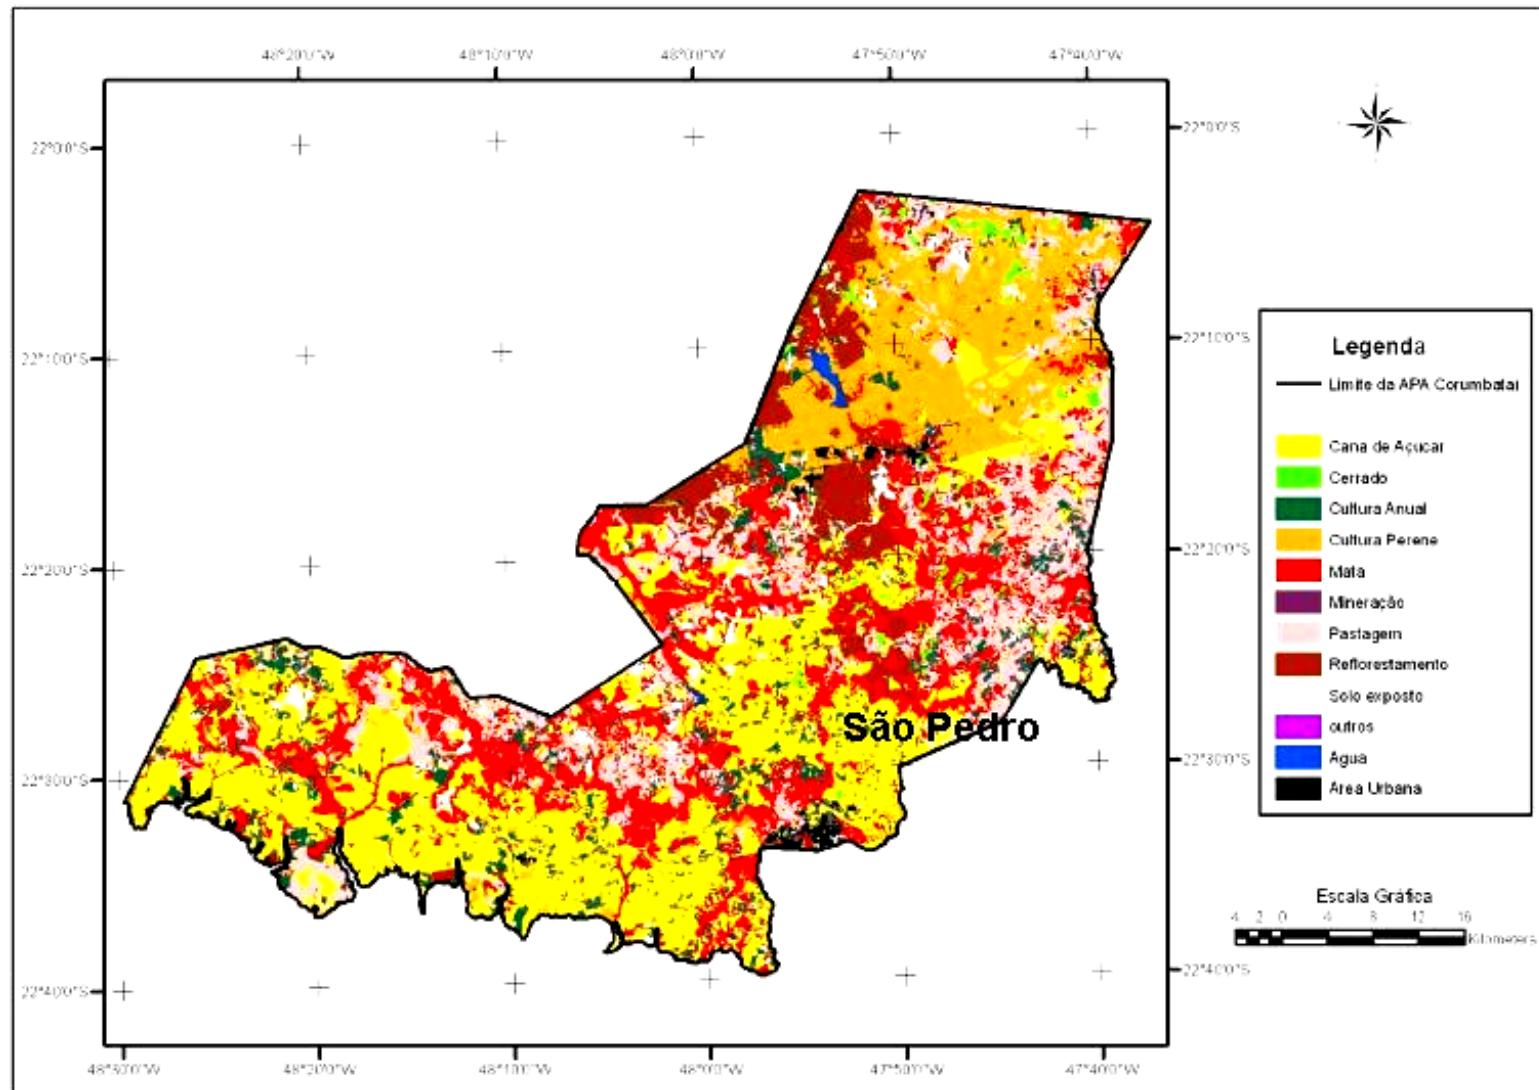 48°20'0"W 48°10'0"W 48°0'0"W 47°50'0"W 47°40'0"W
22°0'0"S 22°0'0"S
22°10'0"S 22°10'0"S
22°20'0"S 22°20'0"S
22°30'0"S 22°30'0"S
22°40'0"S 22°40'0"S
48°30'0"W 48°20'0"W 48°10'0"W 48°0'0"W 47°50'0"W 47°40'0"W
São Pedro
Legenda
Limite da APA Corumbatai
Cana de Açucar
Cerrado
Cultura Anual
Cultura Perene
Mata
Mineração
Pastagem
Reflorestamento
Solo exposto
outros
Agua
Area Urbana
Escala Gráfica
4 2 0 4 8 12 16
Kilometers